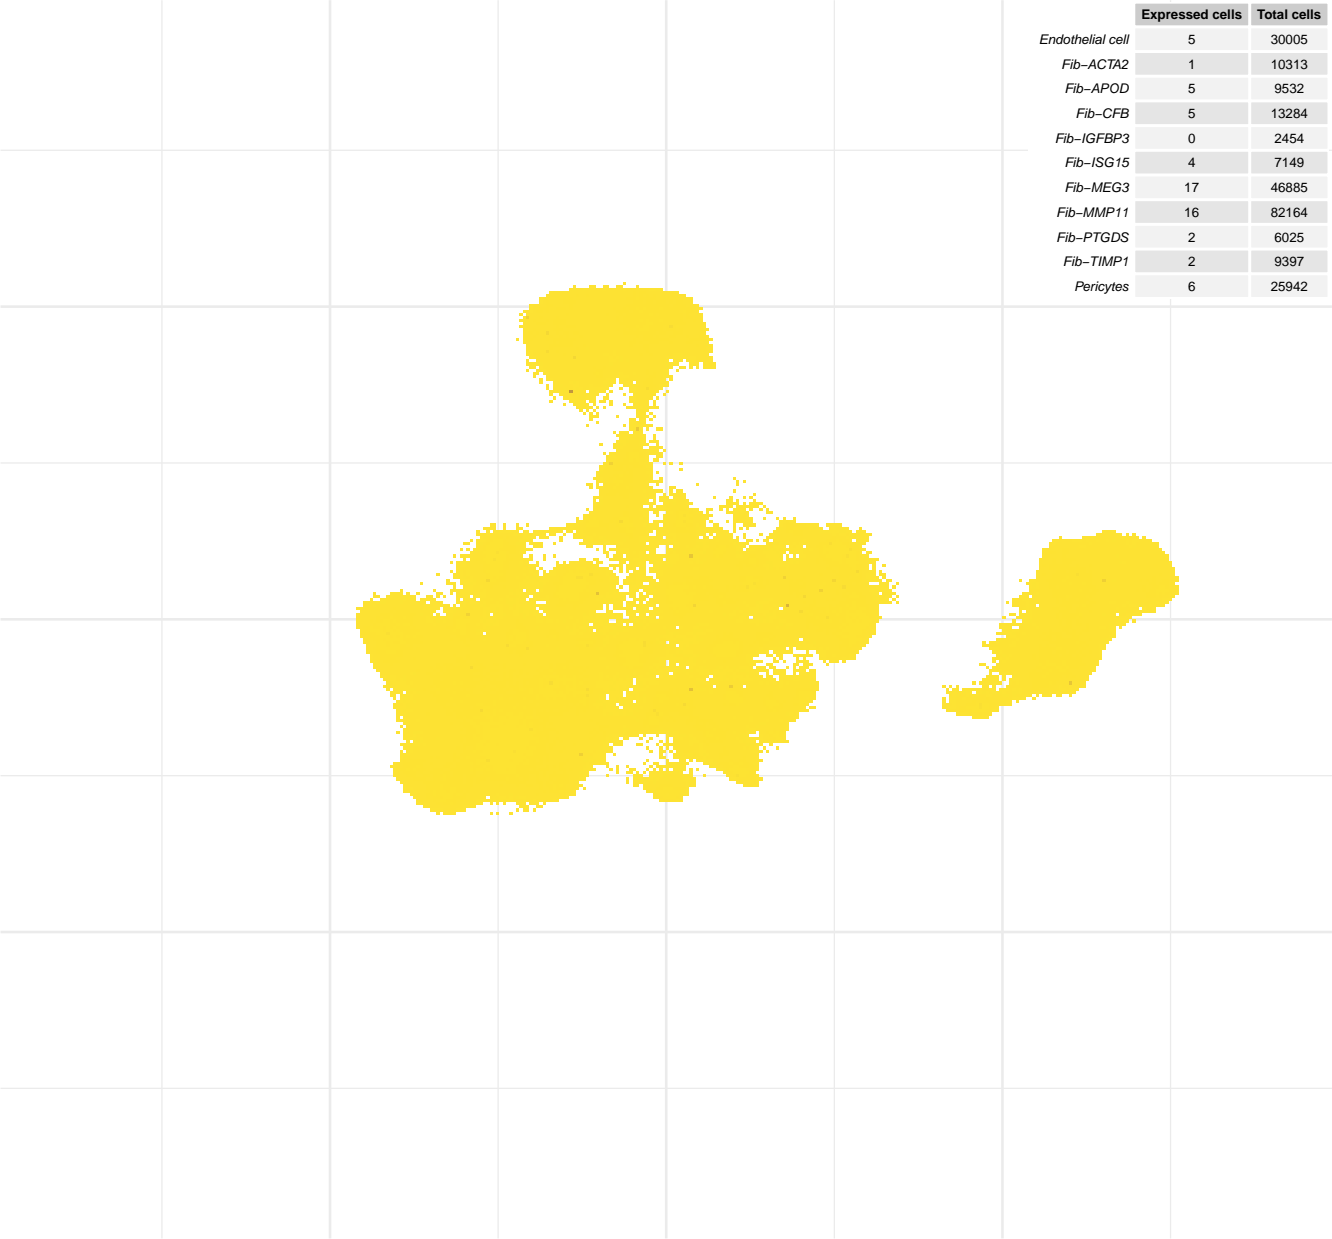 Expressed cells Total cells
Endothelial cell 5 30005
Fib−ACTA2 1 10313
Fib−APOD 5 9532
Fib−CFB 5 13284
Fib−IGFBP3 0 2454
Fib−ISG15 4 7149
Fib−MEG3 17 46885
Fib−MMP11 16 82164
Fib−PTGDS 2 6025
Fib−TIMP1 2 9397
Pericytes 6 25942